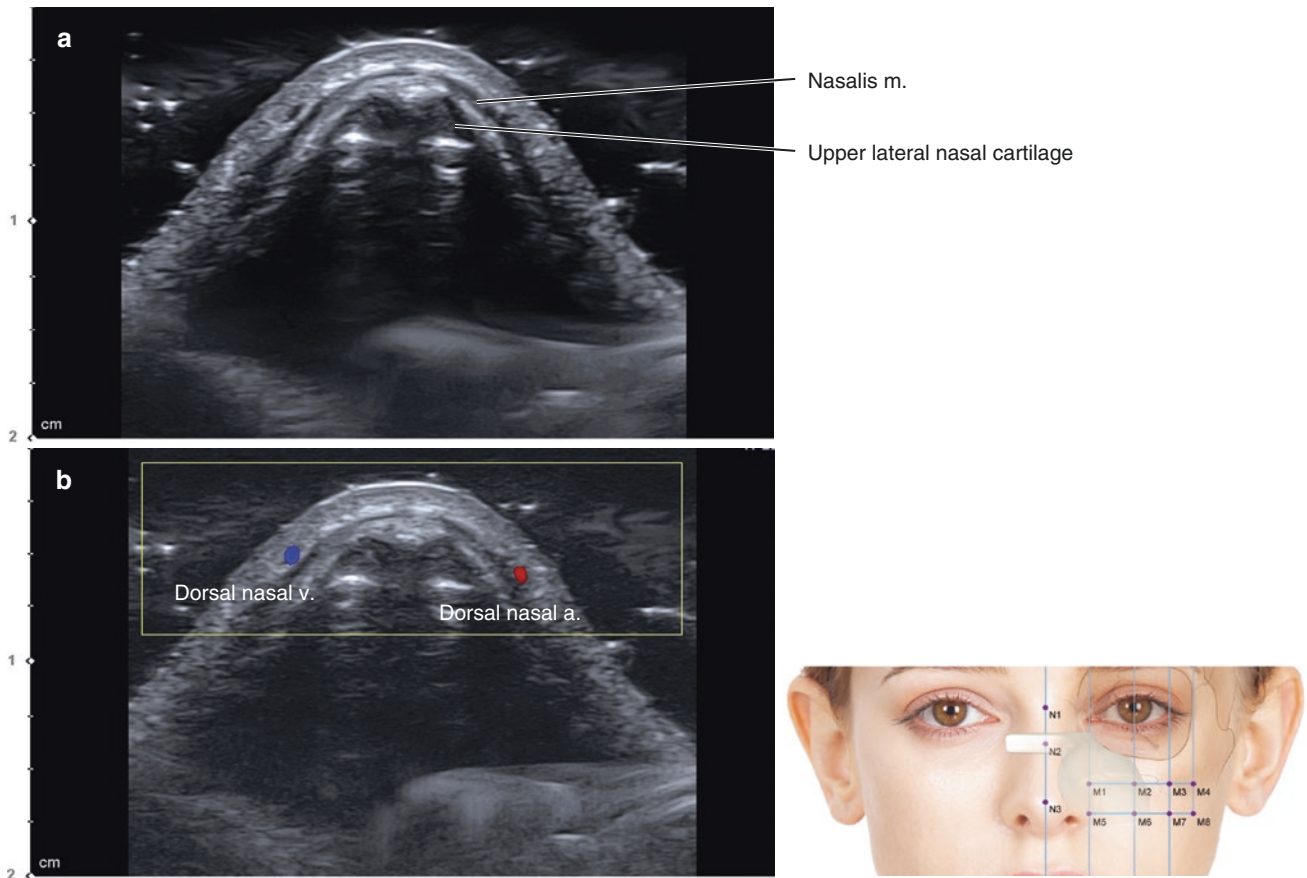 a
Nasalis m.
Upper lateral nasal cartilage
1
cm
2
b
Dorsal nasal v.
Dorsal nasal a.
1
cm
2
N1
N2
M1 M2 M3 M4
N3
M5 M6 M7 M8